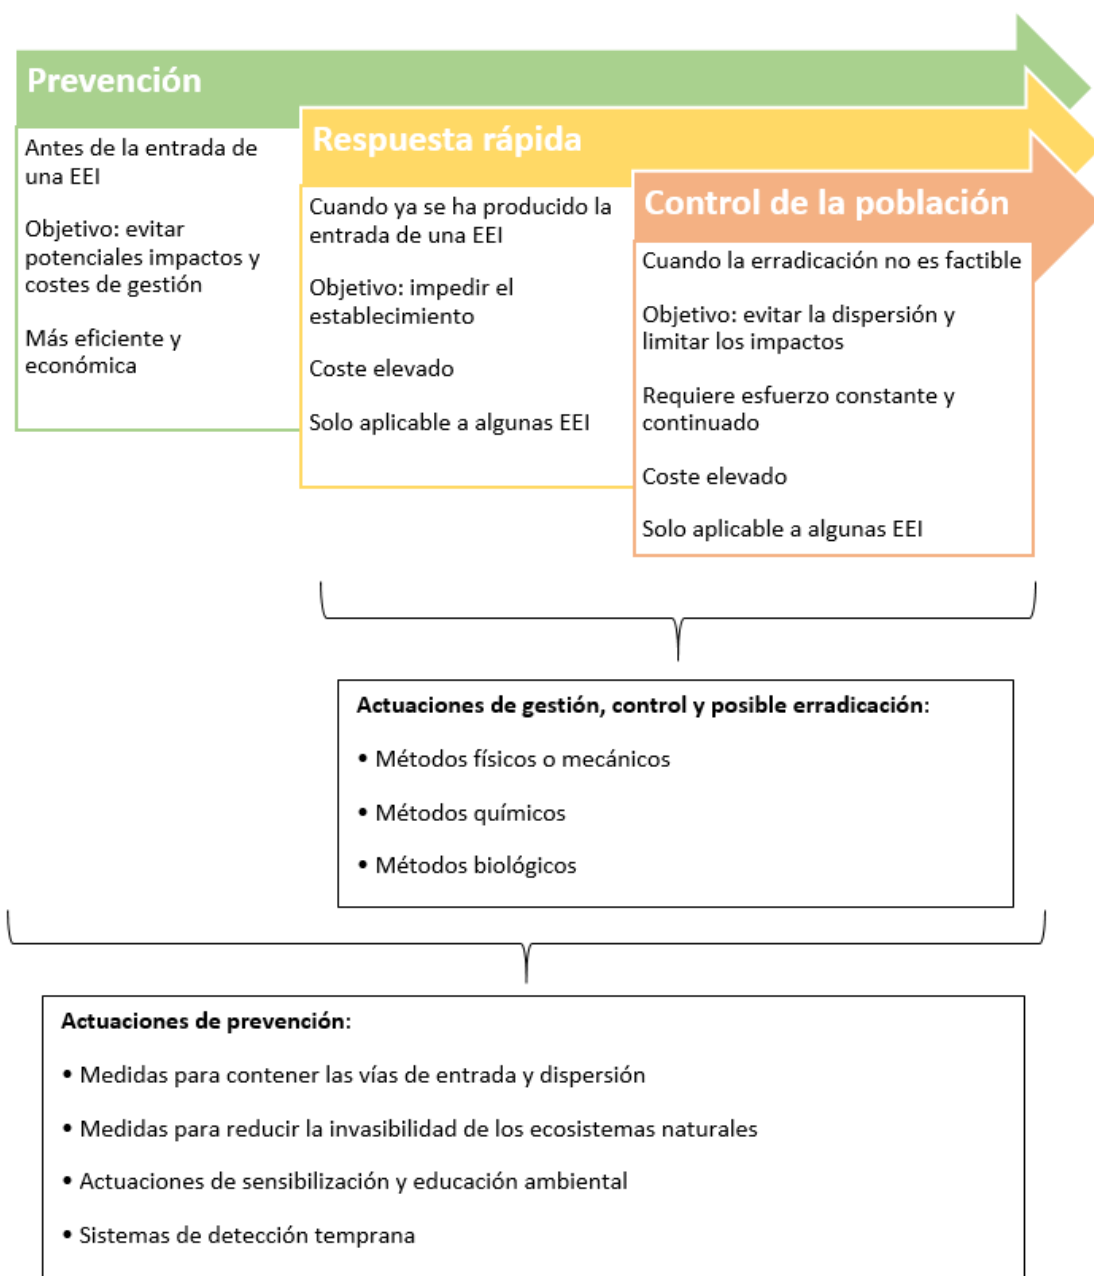 Prevención
Antes de la entrada de
una EEI
Objetivo: evitar
potenciales impactos y
costes de gestión
Más eficiente y
económica
Respuesta rápida
Cuando ya se ha producido la
entrada de una EEI
Objetivo: impedir el
establecimiento
Coste elevado
Solo aplicable a algunas EEI
Control de la población
Cuando la erradicación no es factible
Objetivo: evitar la dispersión y
limitar los impactos
Requiere esfuerzo constante y
continuado
Coste elevado
Solo aplicable a algunas EEI
Actuaciones de gestión, control y posible erradicación:
• Métodos físicos o mecánicos
• Métodos químicos
• Métodos biológicos
Actuaciones de prevención:
• Medidas para contener las vías de entrada y dispersión
• Medidas para reducir la invasibilidad de los ecosistemas naturales
• Actuaciones de sensibilización y educación ambiental
• Sistemas de detección temprana